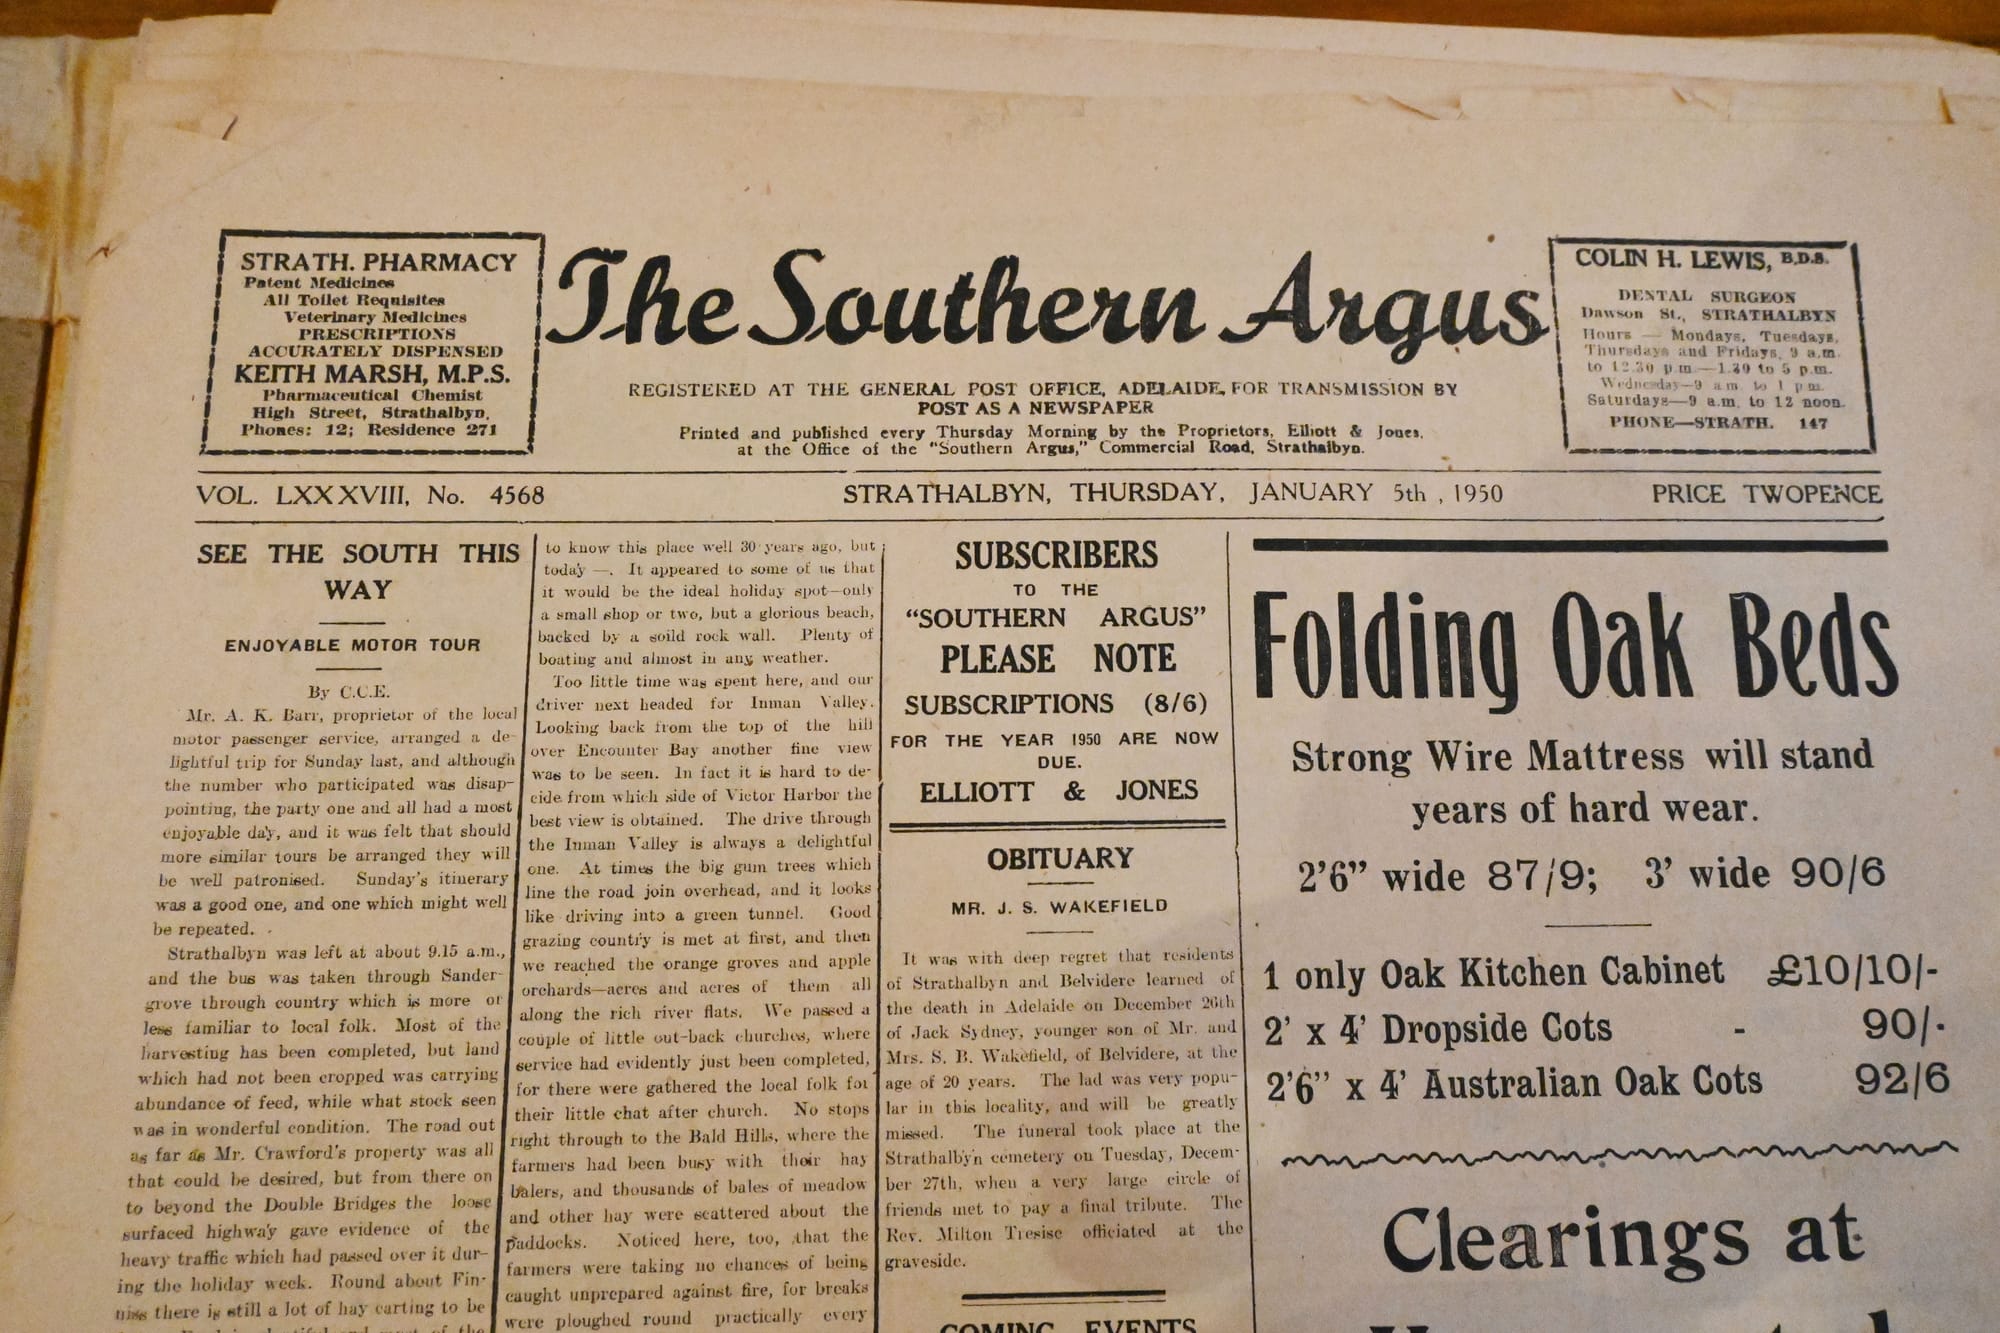 STRATH. PHARMACY
Patent Medicines
All Toilet Requisites
Veterinary Medicines
PRESCRIPTIONS
ACCURATELY DISPENSED
KEITH MARSH, M.P.S.
Pharmaceutical Chemist
High Street, Strathalbyn.
Phones: 12; Residence 271
The Southern Argus
REGISTERED AT THE GENERAL POST OFFICE, ADELAIDE, FOR TRANSMISSION BY
POST AS A NEWSPAPER
Printed and published every Thursday Morning by the Proprietors, Elliott & Jones,
at the Office of the "Southern Argus," Commercial Road, Strathalbyn.
COLIN H. LEWIS, B.D.S.
DENTAL SURGEON
Dawson St., STRATHALBYN
Hours — Mondays, Tuesdays,
Thursdays and Fridays, 9 a.m.
to 12.30 p.m.—1.30 to 5 p.m.
Wednesday—9 a.m. to 1 p.m.
Saturdays—9 a.m. to 12 noon.
PHONE—STRATH. 147
VOL. LXXXVIII, No. 4568
STRATHALBYN, THURSDAY, JANUARY 5th, 1950
PRICE TWOPENCE
SEE THE SOUTH THIS
WAY
ENJOYABLE MOTOR TOUR
By C.C.E.
Mr. A. K. Barr, proprietor of the local
motor passenger service, arranged a de-
lightful trip for Sunday last, and although
the number who participated was disap-
pointing, the party one and all had a most
enjoyable day, and it was felt that should
more similar tours be arranged they will
be well patronised. Sunday's itinerary
was a good one, and one which might well
be repeated.
Strathalbyn was left at about 9.15 a.m.,
and the bus was taken through Sander-
grove through country which is more or
less familiar to local folk. Most of the
harvesting has been completed, but land
which had not been cropped was carrying
abundance of feed, while what stock seen
was in wonderful condition. The road out
as far as Mr. Crawford's property was all
that could be desired, but from there on
to beyond the Double Bridges the loose
surfaced highway gave evidence of the
heavy traffic which had passed over it dur-
ing the holiday week. Round about Fin-
niss there is still a lot of hay carting to be
to know this place well 30 years ago, but
today —. It appeared to some of us that
it would be the ideal holiday spot—only
a small shop or two, but a glorious beach,
backed by a soild rock wall. Plenty of
boating and almost in any weather.
Too little time was spent here, and our
driver next headed for Inman Valley.
Looking back from the top of the hill
over Encounter Bay another fine view
was to be seen. In fact it is hard to de-
cide from which side of Victor Harbor the
best view is obtained. The drive through
the Inman Valley is always a delightful
one. At times the big gum trees which
line the road join overhead, and it looks
like driving into a green tunnel. Good
grazing country is met at first, and then
we reached the orange groves and apple
orchards—acres and acres of them all
along the rich river flats. We passed a
couple of little out-back churches, where
service had evidently just been completed,
for there were gathered the local folk for
their little chat after church. No stops
right through to the Bald Hills, where the
farmers had been busy with their hay
balers, and thousands of bales of meadow
and other hay were scattered about the
paddocks. Noticed here, too, that the
farmers were taking no chances of being
caught unprepared against fire, for breaks
were ploughed round practically every
SUBSCRIBERS
TO THE
"SOUTHERN ARGUS"
PLEASE NOTE
SUBSCRIPTIONS (8/6)
FOR THE YEAR 1950 ARE NOW
DUE.
ELLIOTT & JONES
OBITUARY
MR. J. S. WAKEFIELD
It was with deep regret that residents
of Strathalbyn and Belvidere learned of
the death in Adelaide on December 26th
of Jack Sydney, younger son of Mr. and
Mrs. S. B. Wakefield, of Belvidere, at the
age of 20 years. The lad was very popu-
lar in this locality, and will be greatly
missed. The funeral took place at the
Strathalbyn cemetery on Tuesday, Decem-
ber 27th, when a very large circle of
friends met to pay a final tribute. The
Rev. Milton Tresise officiated at the
graveside.
COMING EVENTS
Folding Oak Beds
Strong Wire Mattress will stand
years of hard wear.
2'6" wide 87/9; 3' wide 90/6
1 only Oak Kitchen Cabinet £10/10/-
2' x 4' Dropside Cots - 90/-
2'6" x 4' Australian Oak Cots 92/6
Clearings at